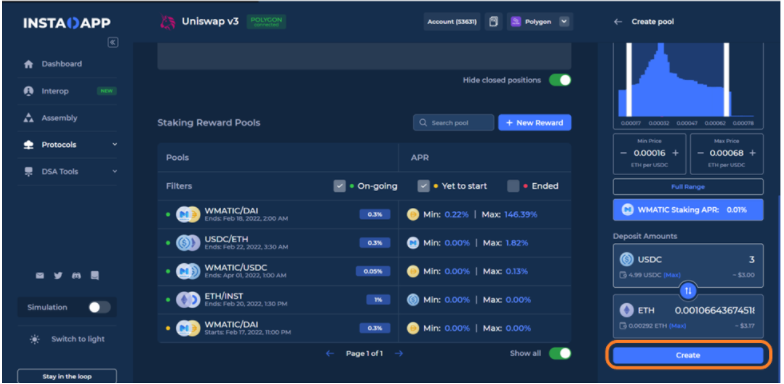 INSTADAPP
Dashboard
Interop NEW
Assembly
Protocols
DSA Tools
Simulation
Switch to light
Stay in the loop
Uniswap v3 POLYGON
Account (53631) Polygon
Hide closed positions
Staking Reward Pools
Search pool
+ New Reward
Pools APR
Filters On-going Yet to start Ended
WMATIC/DAI 0.3% Min: 0.22% | Max: 146.39%
Ends: Feb 18, 2022, 2:00 AM
USDC/ETH 0.3% Min: 0.00% | Max: 1.82%
Ends: Feb 22, 2022, 3:30 AM
WMATIC/USDC 0.05% Min: 0.00% | Max: 0.13%
Ends: Apr 01, 2022, 1:00 AM
ETH/INST 1% Min: 0.00% | Max: 0.00%
Ends: Feb 20, 2022, 1:30 PM
WMATIC/DAI 0.3% Min: 0.00% | Max: 0.00%
Starts: Feb 17, 2022, 11:00 PM
← Page 1 of 1 →
Show all
← Create pool
0.00017 0.00032 0.00047 0.00062 0.00078
Min Price Max Price
− 0.00016 + − 0.00068 +
ETH per USDC ETH per USDC
Full Range
WMATIC Staking APR: 0.01%
Deposit Amounts
USDC 3
4.99 USDC (Max) ~ $3.00
ETH 0.0010664367451
0.00292 ETH (Max) ~ $3.17
Create